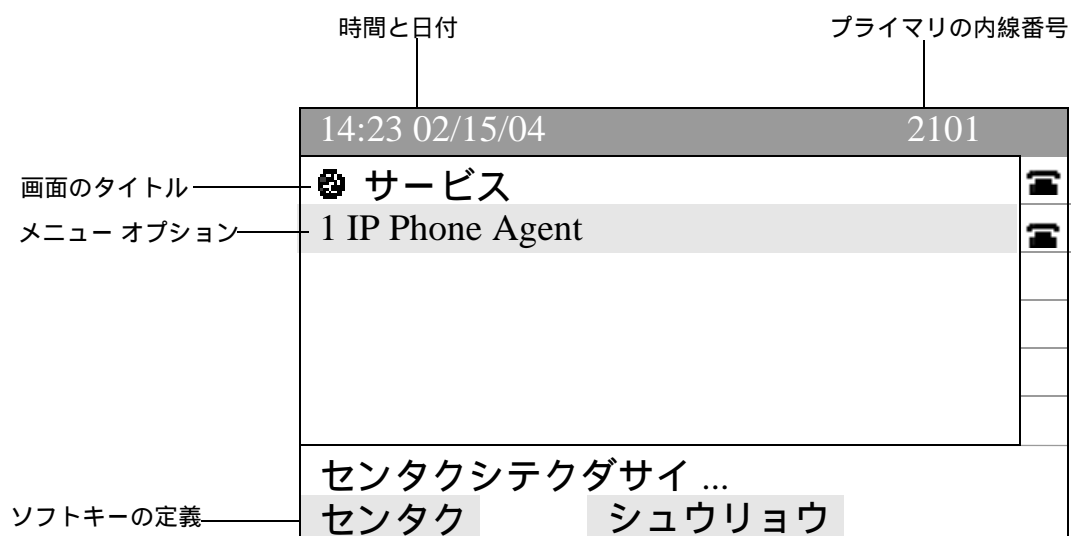 時間と日付
プライマリの内線番号
14:23 02/15/04
2101
画面のタイトル
サービス
メニュー オプション
1 IP Phone Agent
センタクシテクダサイ ...
ソフトキーの定義
センタク
シュウリョウ